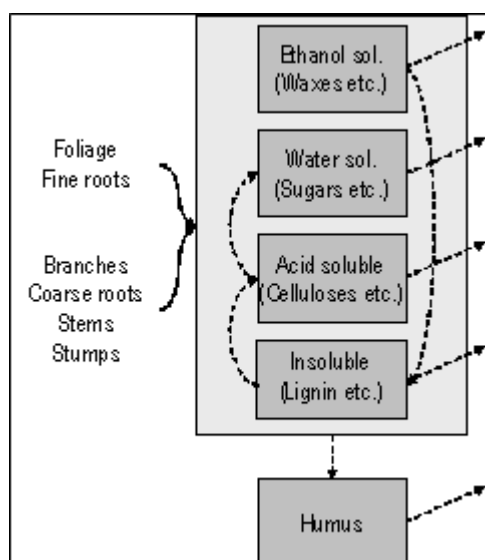 Ethanol sol.
(Waxes etc.)
Foliage
Fine roots
Water sol.
(Sugars etc.)
Branches
Coarse roots
Stems
Stumps
Acid soluble
(Celluloses etc.)
Insoluble
(Lignin etc.)
Humus